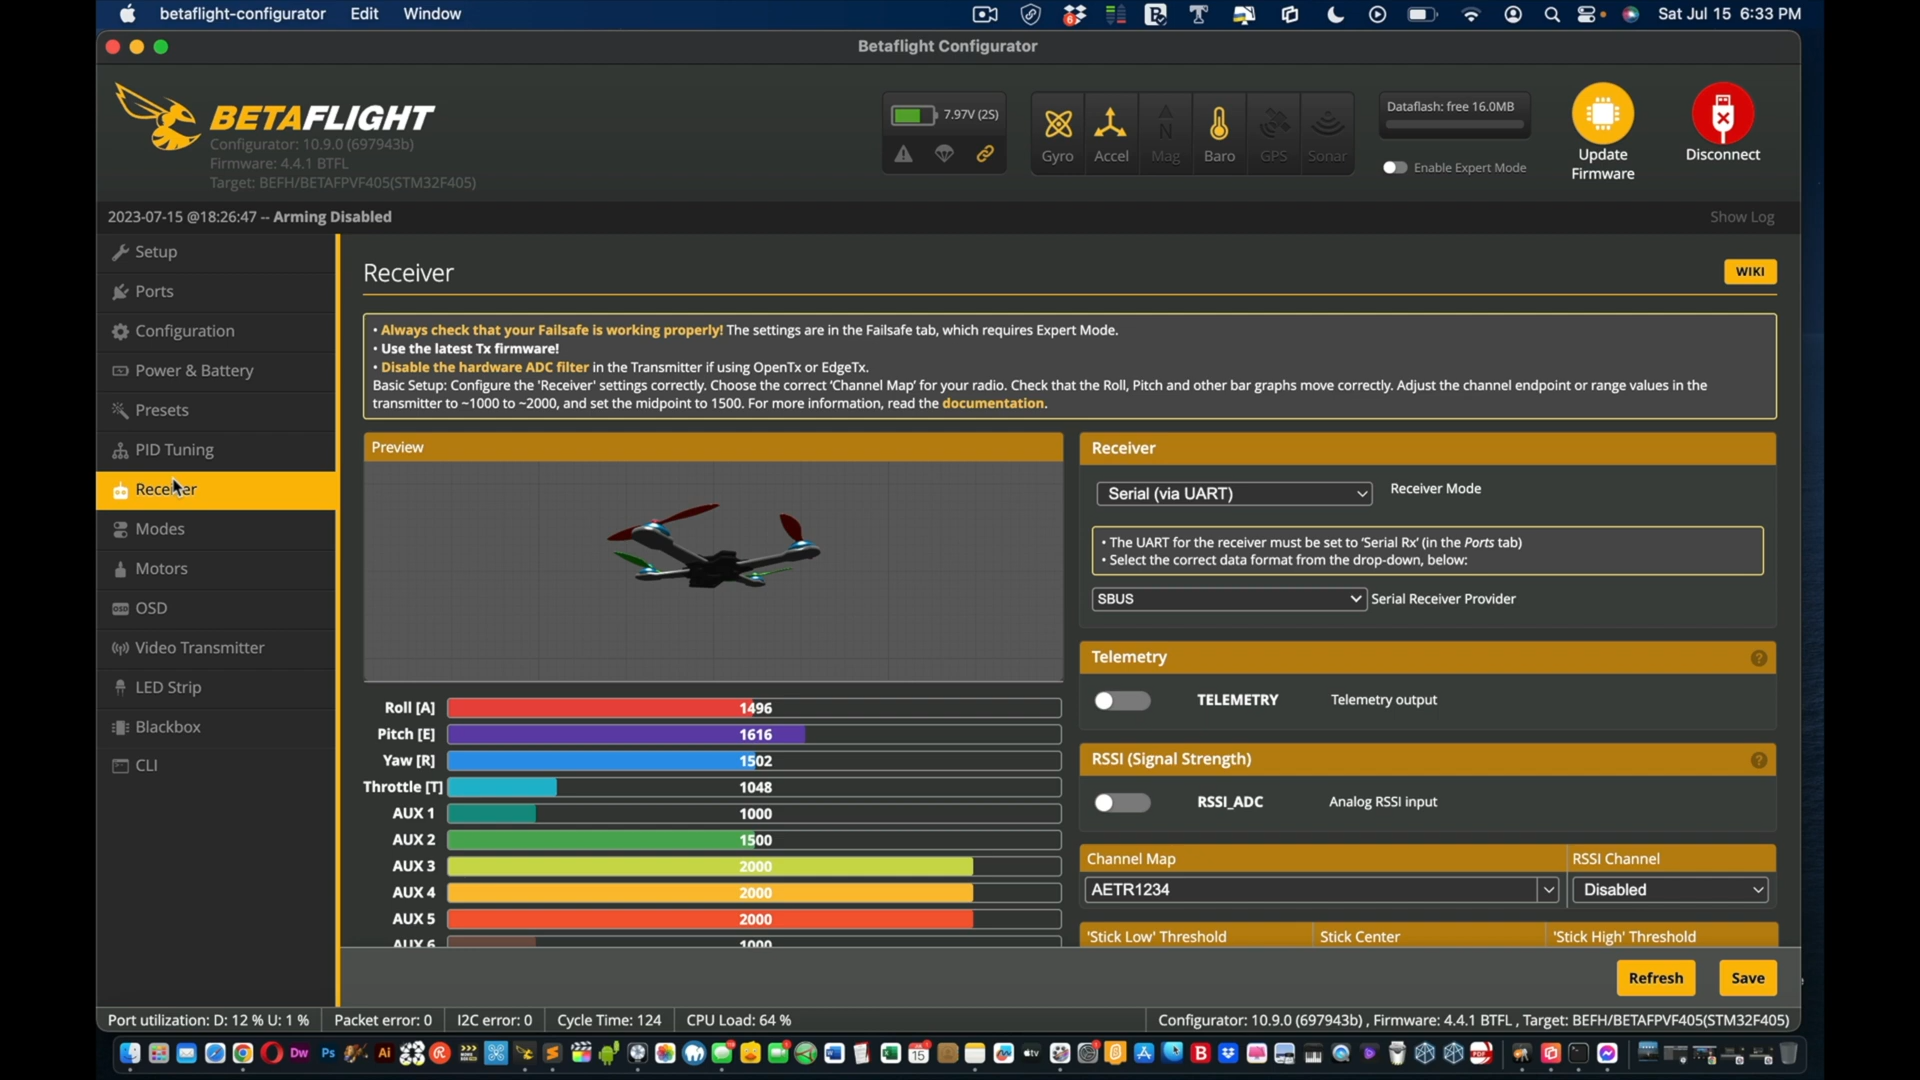 betaflight-configurator Edit Window
6
Sat Jul 15 6:33 PM
Betaflight Configurator
BETAFLIGHT
Configurator: 10.9.0 (697943b)
Firmware: 4.4.1 BTFL
Target: BEFH/BETAFPVF405(STM32F405)
7.97V (2S)
Gyro
Accel
N
Mag
Baro
GPS
Sonar
Dataflash: free 16.0MB
Enable Expert Mode
Update
Firmware
Disconnect
2023-07-15 @18:26:47 -- Arming Disabled
Show Log
Setup
Ports
Configuration
Power & Battery
Presets
PID Tuning
Receiver
Modes
Motors
OSD
OSD
Video Transmitter
LED Strip
Blackbox
CLI
Receiver
WIKI
• Always check that your Failsafe is working properly! The settings are in the Failsafe tab, which requires Expert Mode.
• Use the latest Tx firmware!
• Disable the hardware ADC filter in the Transmitter if using OpenTx or EdgeTx.
Basic Setup: Configure the 'Receiver' settings correctly. Choose the correct 'Channel Map' for your radio. Check that the Roll, Pitch and other bar graphs move correctly. Adjust the channel endpoint or range values in the
transmitter to ~1000 to ~2000, and set the midpoint to 1500. For more information, read the documentation.
Preview
Roll [A] 1496
Pitch [E] 1616
Yaw [R] 1502
Throttle [T] 1048
AUX 1 1000
AUX 2 1500
AUX 3 2000
AUX 4 2000
AUX 5 2000
AUX 6 1000
Receiver
Serial (via UART) Receiver Mode
• The UART for the receiver must be set to 'Serial Rx' (in the Ports tab)
• Select the correct data format from the drop-down, below:
SBUS Serial Receiver Provider
Telemetry ?
TELEMETRY Telemetry output
RSSI (Signal Strength) ?
RSSI_ADC Analog RSSI input
Channel Map RSSI Channel
AETR1234 Disabled
'Stick Low' Threshold Stick Center 'Stick High' Threshold
Refresh Save
Port utilization: D: 12 % U: 1 % Packet error: 0 I2C error: 0 Cycle Time: 124 CPU Load: 64 %
Configurator: 10.9.0 (697943b) , Firmware: 4.4.1 BTFL , Target: BEFH/BETAFPVF405(STM32F405)
Dw Ps Ai 15 tv B